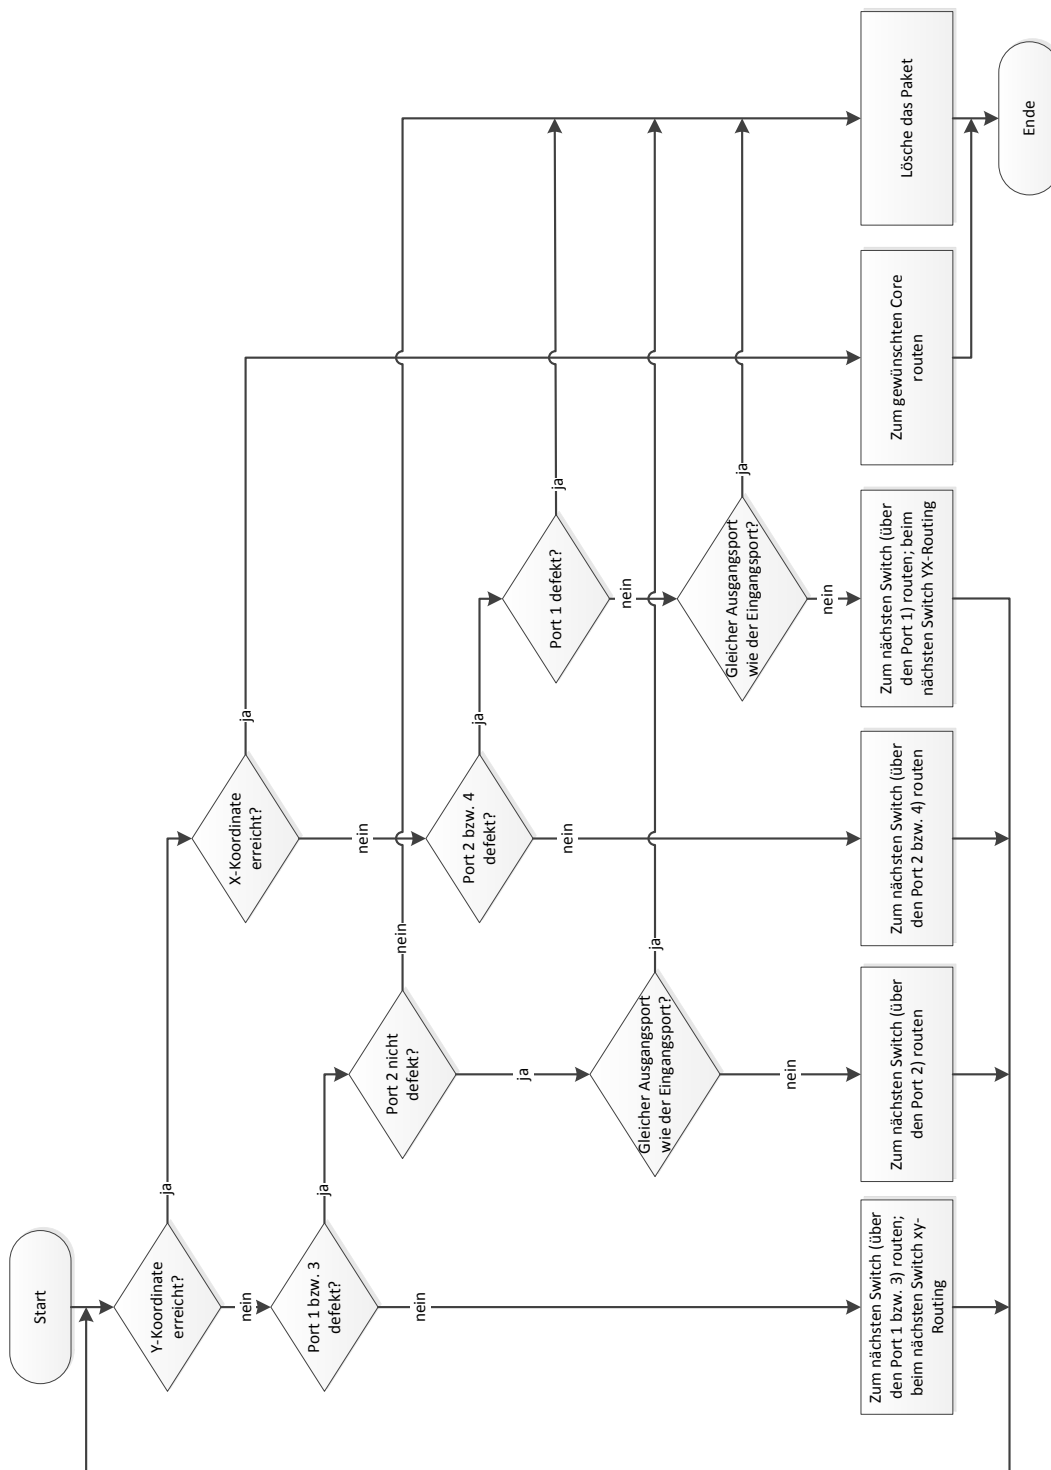 Start
Y-Koordinate
erreicht?
ja
nein
X-Koordinate
erreicht?
ja
nein
Port 1 bzw. 3
defekt?
ja
nein
Port 2 nicht
defekt?
nein
ja
Port 2 bzw. 4
defekt?
ja
nein
Port 1 defekt?
ja
nein
Gleicher Ausgangsport
wie der Eingangsport?
ja
nein
Gleicher Ausgangsport
wie der Eingangsport?
ja
nein
Zum nächsten Switch (über
den Port 1 bzw. 3) routen;
beim nächsten Switch xy-
Routing
Zum nächsten Switch (über
den Port 2) routen
Zum nächsten Switch (über
den Port 2 bzw. 4) routen
Zum nächsten Switch (über
den Port 1) routen; beim
nächsten Switch YX-Routing
Zum gewünschten Core
routen
Lösche das Paket
Ende